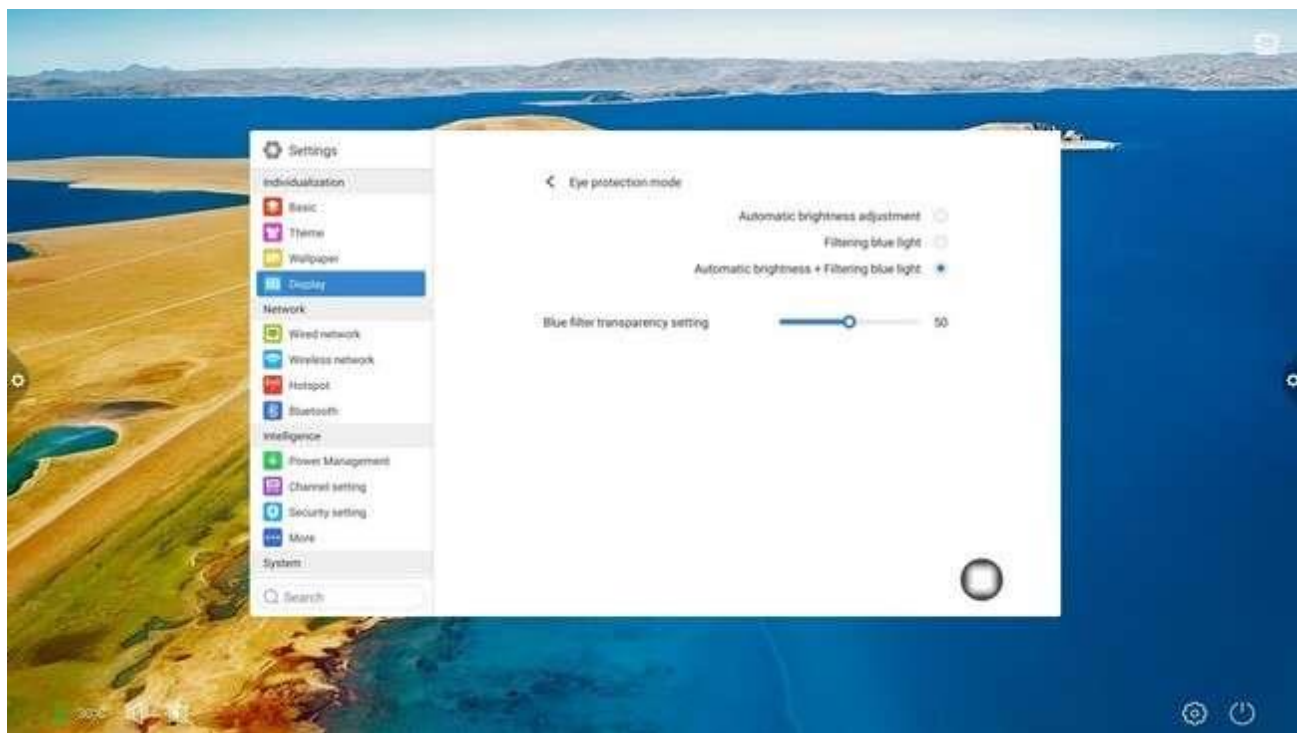 Settings
Individualization
Basic
Theme
Wallpaper
Display
Network
Wired network
Wireless network
Hotspot
Bluetooth
Intelligence
Power Management
Channel setting
Security setting
More
System
Search
Eye protection mode
Automatic brightness adjustment
Filtering blue light
Automatic brightness + Filtering blue light
Blue filter transparency setting 50